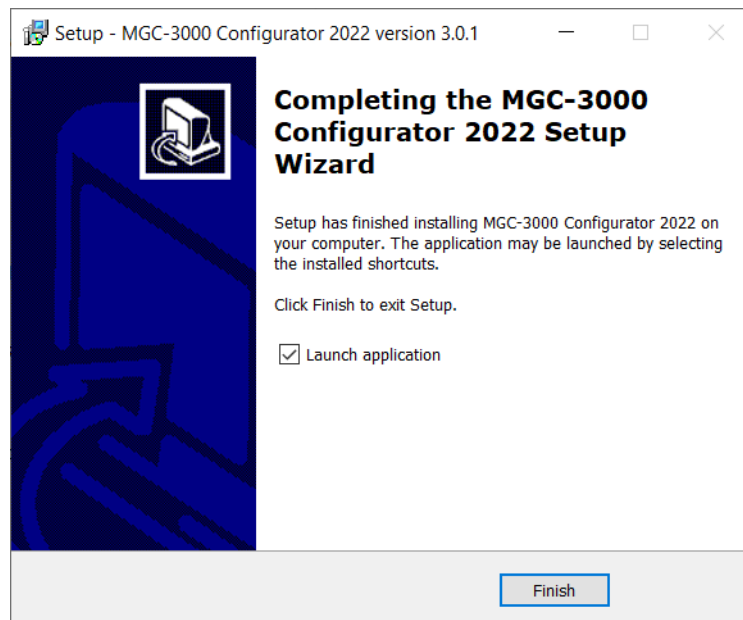 Setup - MGC-3000 Configurator 2022 version 3.0.1
Completing the MGC-3000
Configurator 2022 Setup
Wizard
Setup has finished installing MGC-3000 Configurator 2022 on
your computer. The application may be launched by selecting
the installed shortcuts.
Click Finish to exit Setup.
Launch application
Finish